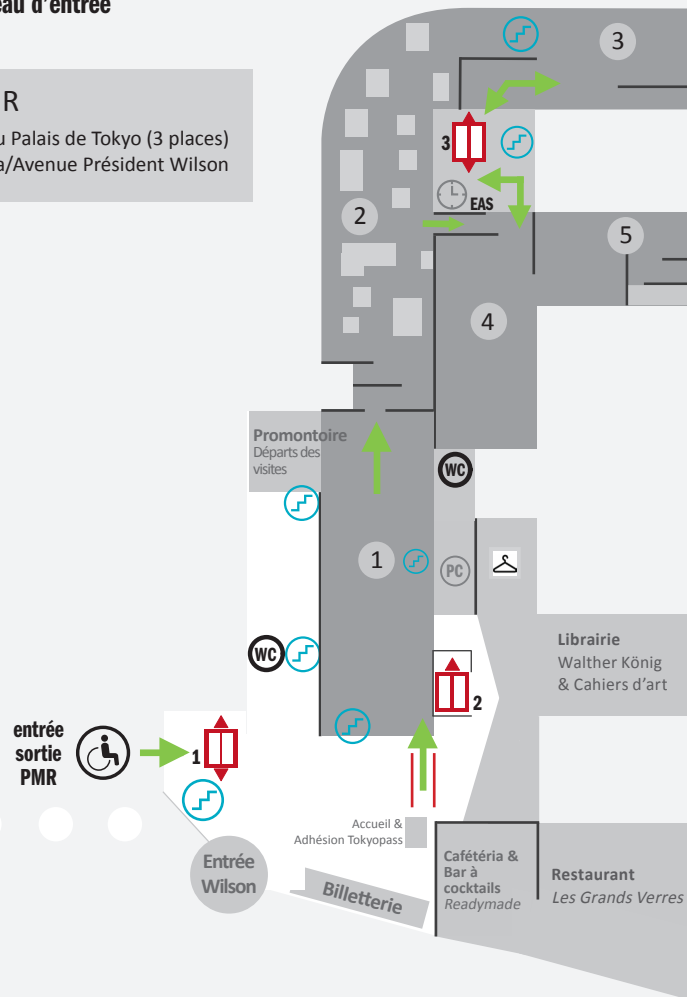 eau d'entrée
R
u Palais de Tokyo (3 places)
a/Avenue Président Wilson
3
3
EAS
2
5
4
Promontoire
Départs des
visites
WC
1
PC
WC
Librairie
Walther König
& Cahiers d'art
2
entrée
sortie
PMR
1
Accueil &
Adhésion Tokyopass
Entrée
Wilson
Billetterie
Cafétéria &
Bar à
cocktails
Readymade
Restaurant
Les Grands Verres